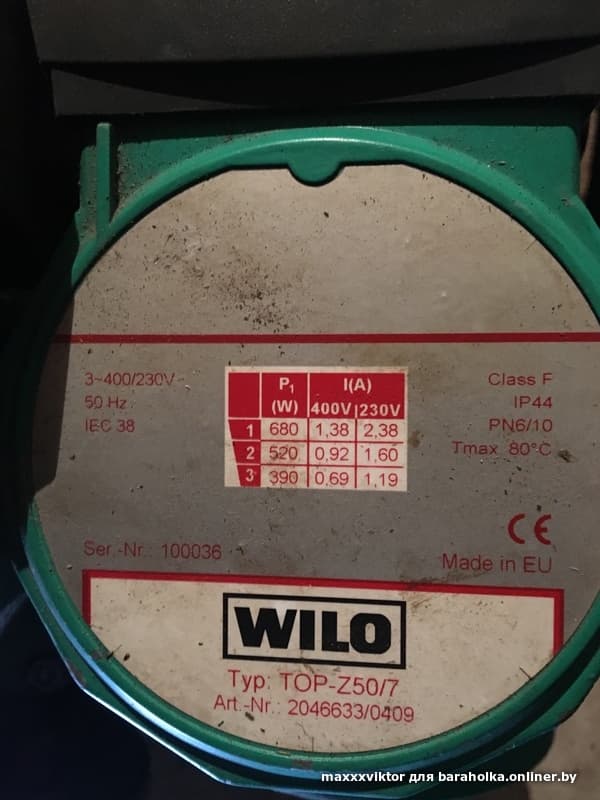 3~400/230V
50 Hz
IEC 38
P1 (W) I(A)
400V 230V
1 680 1,38 2,38
2 520 0,92 1,60
3 390 0,69 1,19
Class F
IP44
PN6/10
Tmax 80°C
CE
Ser.-Nr.: 100036
Made in EU
WILO
Typ: TOP-Z50/7
Art.-Nr.: 2046633/0409
maxxxviktor для baraholka.onliner.by